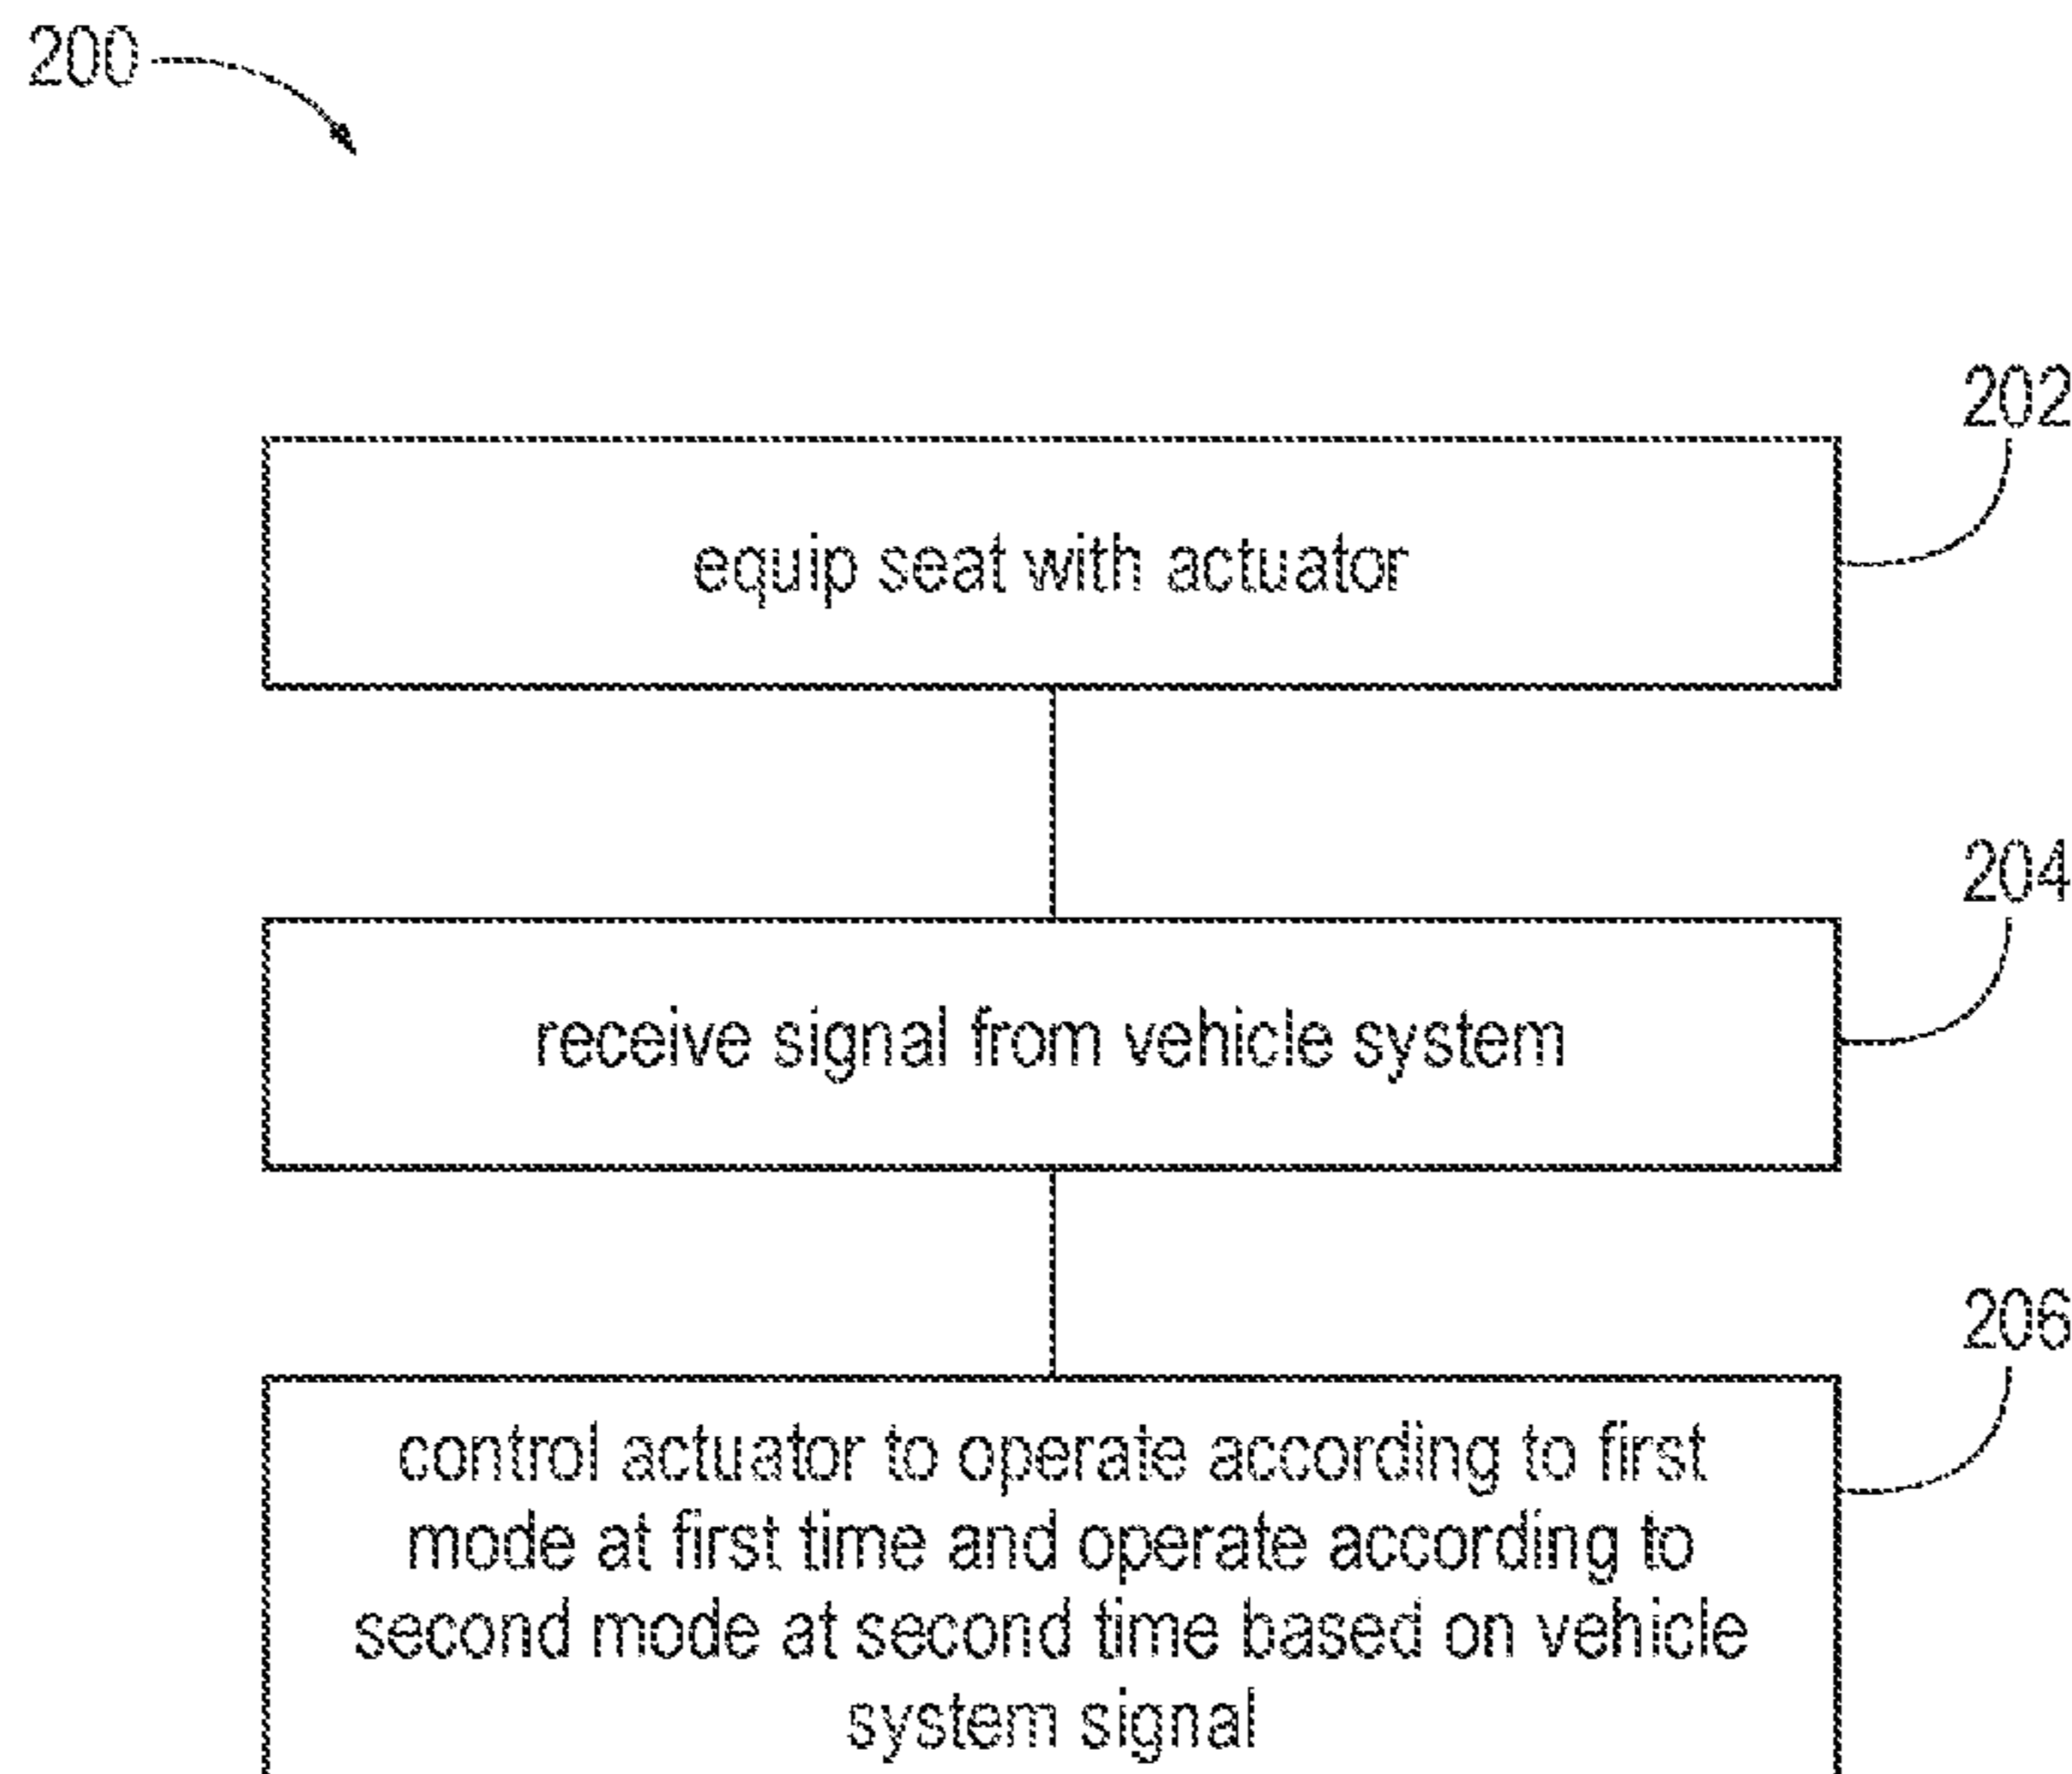 200
202
equip seat with actuator
204
receive signal from vehicle system
206
control actuator to operate according to first
mode at first time and operate according to
second mode at second time based on vehicle
system signal